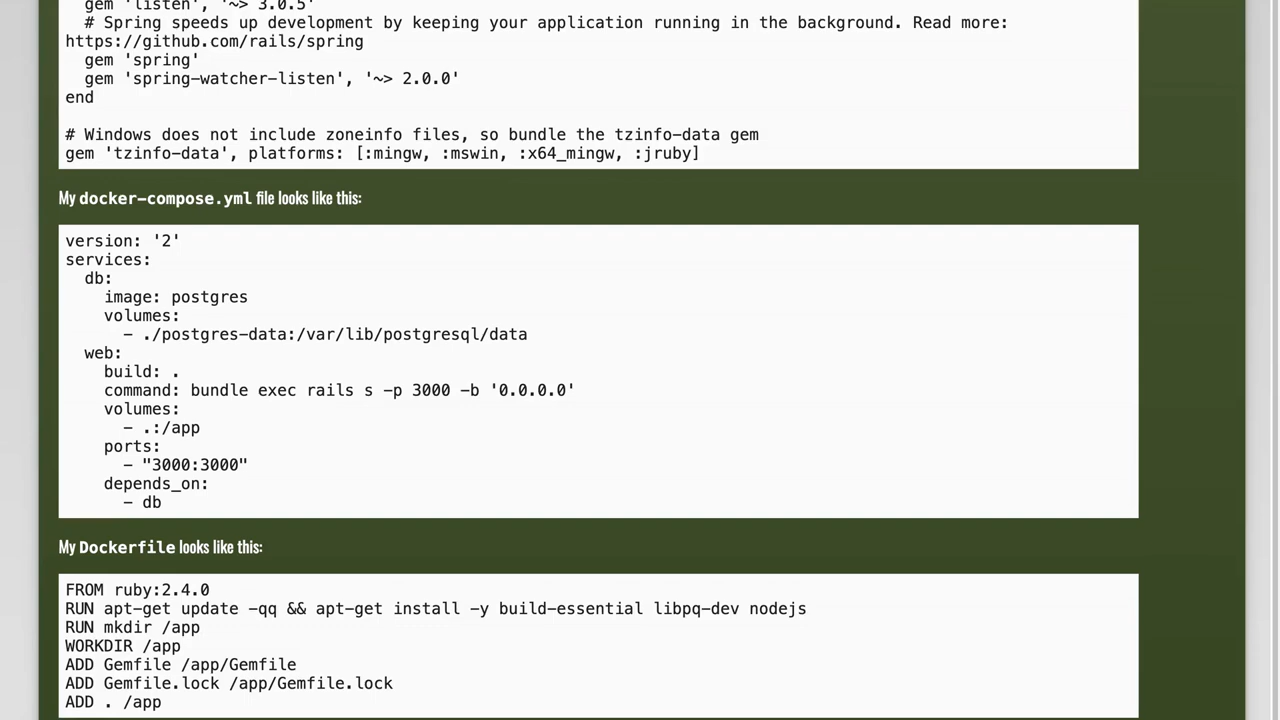 gem 'listen', '~> 3.0.5'
# Spring speeds up development by keeping your application running in the background. Read more:
https://github.com/rails/spring
gem 'spring'
gem 'spring-watcher-listen', '~> 2.0.0'
end
# Windows does not include zoneinfo files, so bundle the tzinfo-data gem
gem 'tzinfo-data', platforms: [:mingw, :mswin, :x64_mingw, :jruby]
My docker-compose.yml file looks like this:
version: '2'
services:
db:
image: postgres
volumes:
- ./postgres-data:/var/lib/postgresql/data
web:
build: .
command: bundle exec rails s -p 3000 -b '0.0.0.0'
volumes:
- .:/app
ports:
- "3000:3000"
depends_on:
- db
My Dockerfile looks like this:
FROM ruby:2.4.0
RUN apt-get update -qq && apt-get install -y build-essential libpq-dev nodejs
RUN mkdir /app
WORKDIR /app
ADD Gemfile /app/Gemfile
ADD Gemfile.lock /app/Gemfile.lock
ADD . /app